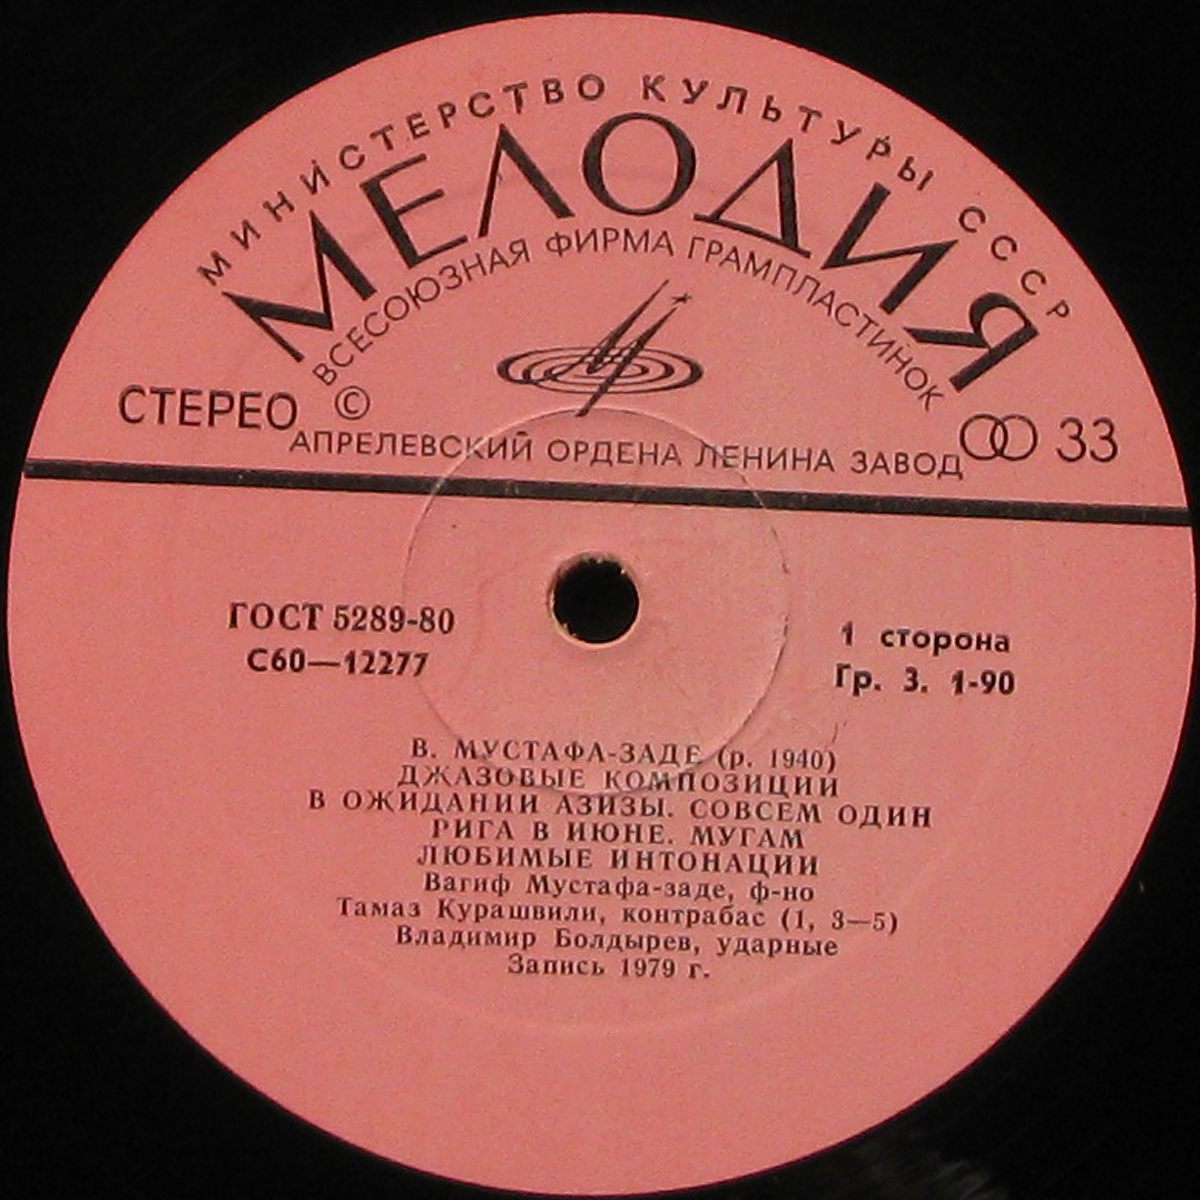 МИНИСТЕРСТВО КУЛЬТУРЫ СССР
МЕЛОДИЯ
ВСЕСОЮЗНАЯ ФИРМА ГРАМПЛАСТИНОК
СТЕРЕО © 33
АПРЕЛЕВСКИЙ ОРДЕНА ЛЕНИНА ЗАВОД
ГОСТ 5289-80
С60—12277
1 сторона
Гр. 3. 1-90
В. МУСТАФА-ЗАДЕ (р. 1940)
ДЖАЗОВЫЕ КОМПОЗИЦИИ
В ОЖИДАНИИ АЗИЗЫ. СОВСЕМ ОДИН
РИГА В ИЮНЕ. МУГАМ
ЛЮБИМЫЕ ИНТОНАЦИИ
Вагиф Мустафа-заде, ф-но
Тамаз Курашвили, контрабас (1, 3—5)
Владимир Болдырев, ударные
Запись 1979 г.